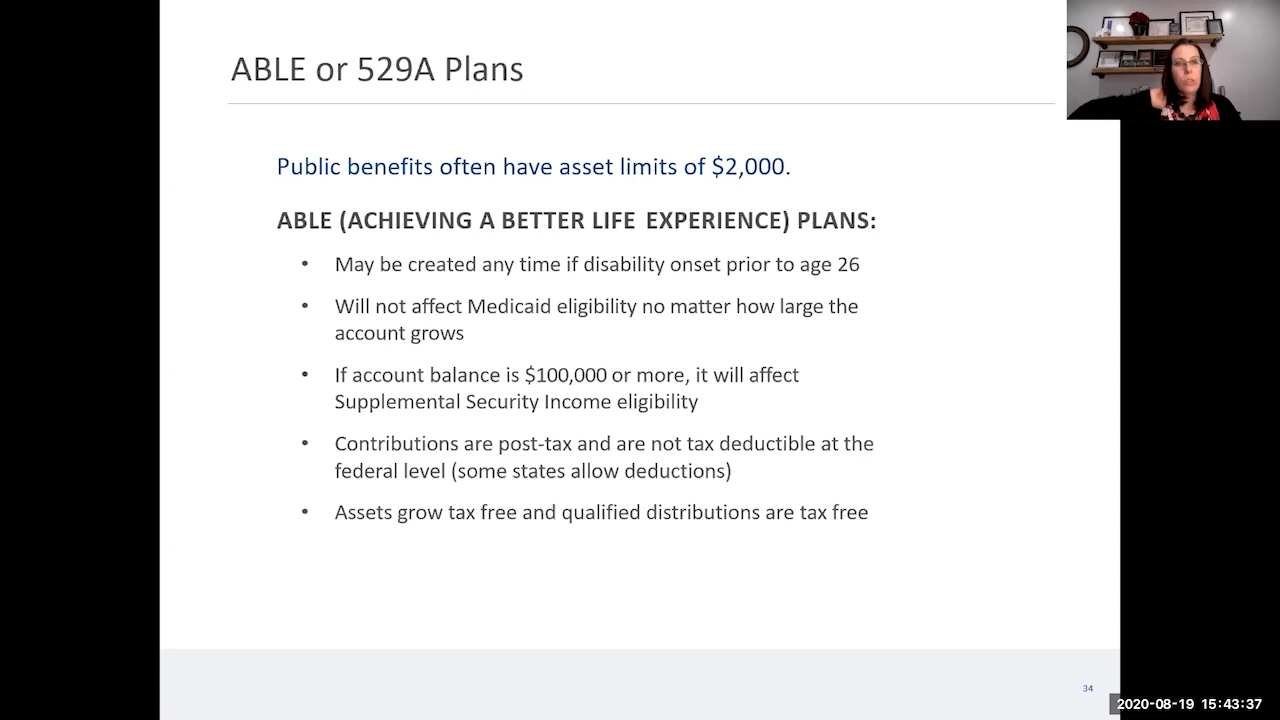 ABLE or 529A Plans
Public benefits often have asset limits of $2,000.
ABLE (ACHIEVING A BETTER LIFE EXPERIENCE) PLANS:
• May be created any time if disability onset prior to age 26
• Will not affect Medicaid eligibility no matter how large the
account grows
• If account balance is $100,000 or more, it will affect
Supplemental Security Income eligibility
• Contributions are post-tax and are not tax deductible at the
federal level (some states allow deductions)
• Assets grow tax free and qualified distributions are tax free
34
2020-08-19 15:43:37